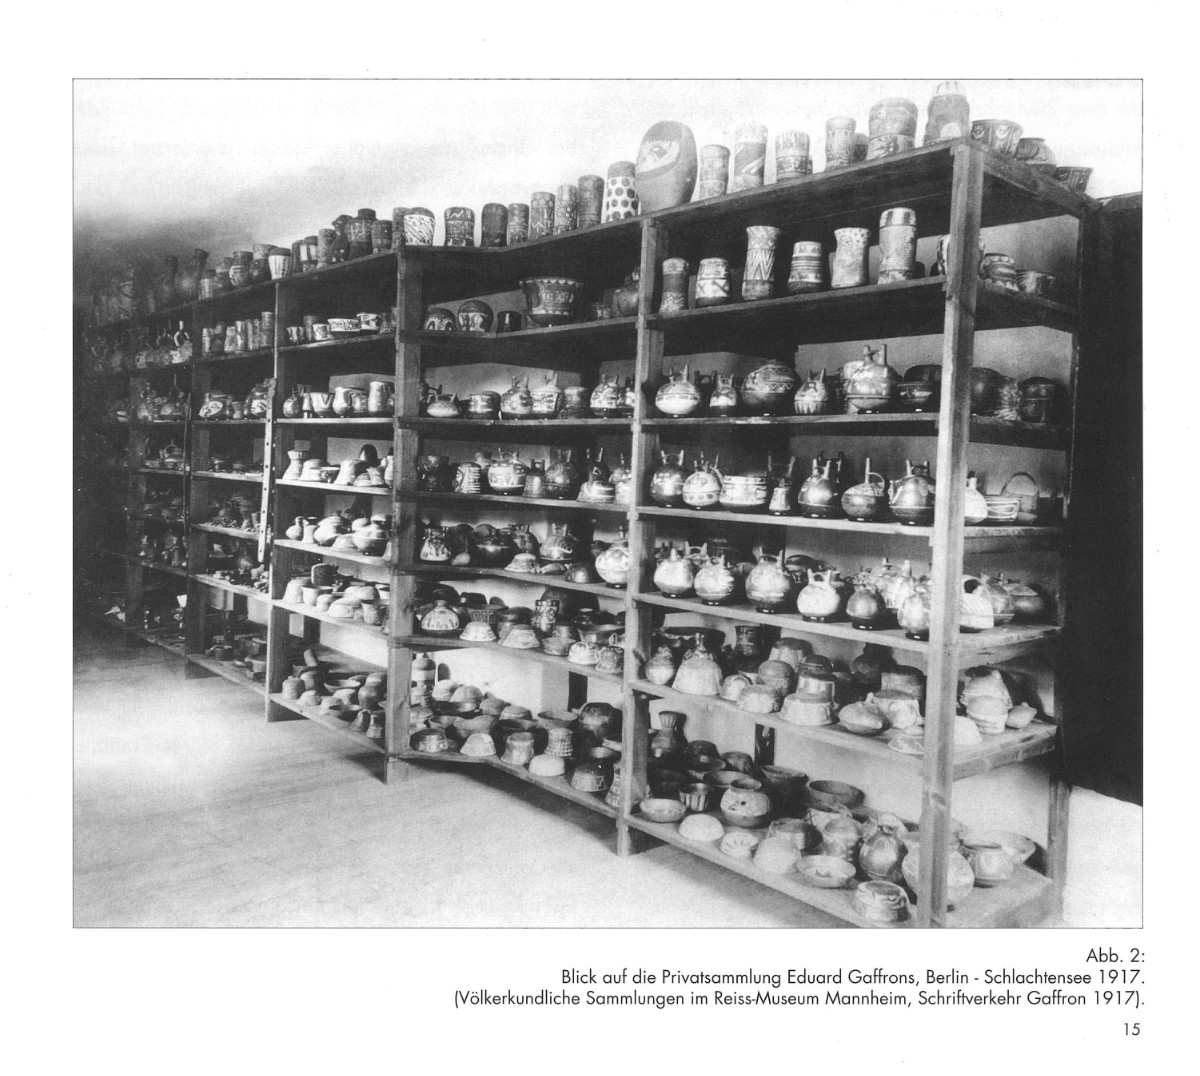 Abb. 2:
Blick auf die Privatsammlung Eduard Gaffrons, Berlin - Schlachtensee 1917.
(Völkerkundliche Sammlungen im Reiss-Museum Mannheim, Schriftverkehr Gaffron 1917).
15